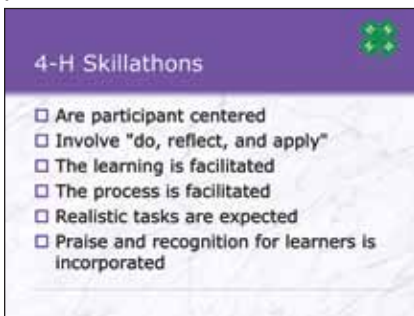 4-H Skillathons
Are participant centered
Involve "do, reflect, and apply"
The learning is facilitated
The process is facilitated
Realistic tasks are expected
Praise and recognition for learners is
incorporated